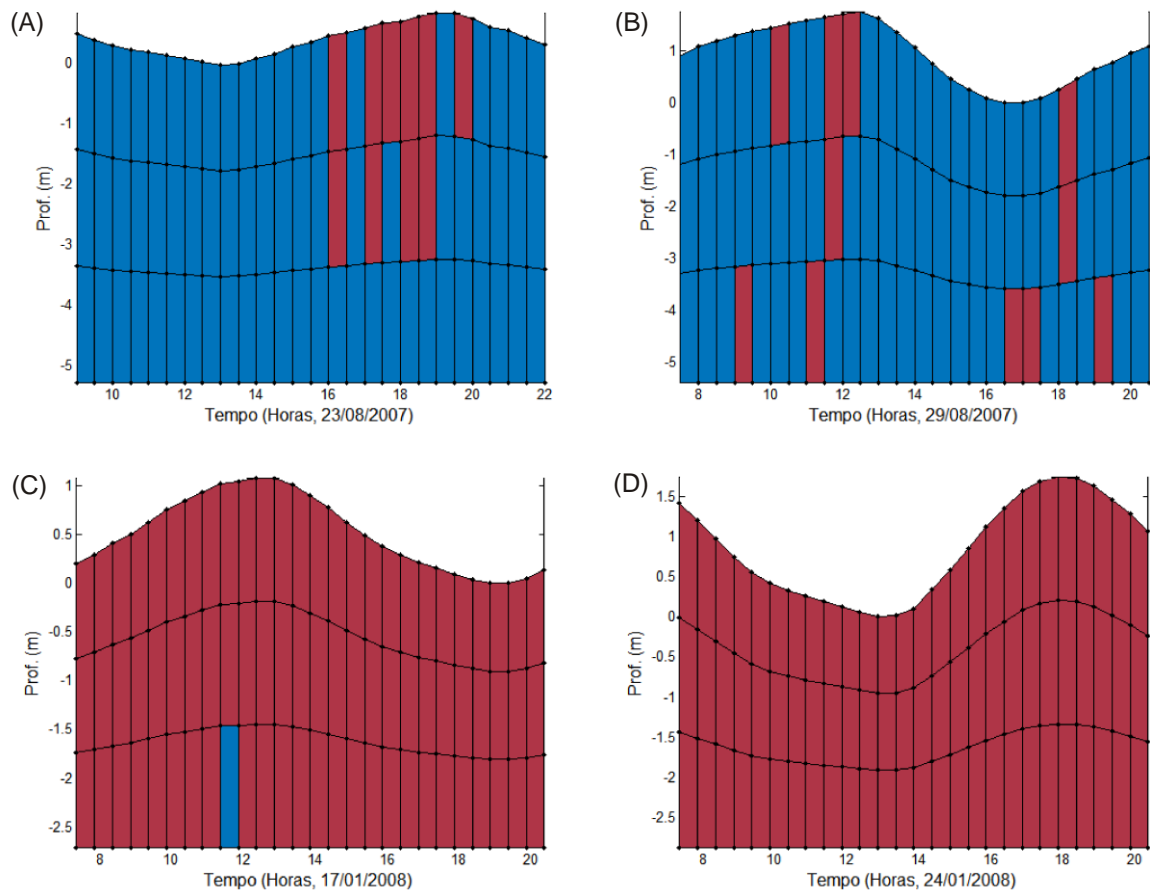 (A)
Prof. (m)
0
-1
-2
-3
-4
-5
10 12 14 16 18 20 22
Tempo (Horas, 23/08/2007)
(B)
Prof. (m)
1
0
-1
-2
-3
-4
-5
8 10 12 14 16 18 20
Tempo (Horas, 29/08/2007)
(C)
Prof. (m)
1
0.5
0
-0.5
-1
-1.5
-2
-2.5
8 10 12 14 16 18 20
Tempo (Horas, 17/01/2008)
(D)
Prof. (m)
1.5
1
0.5
0
-0.5
-1
-1.5
-2
-2.5
8 10 12 14 16 18 20
Tempo (Horas, 24/01/2008)